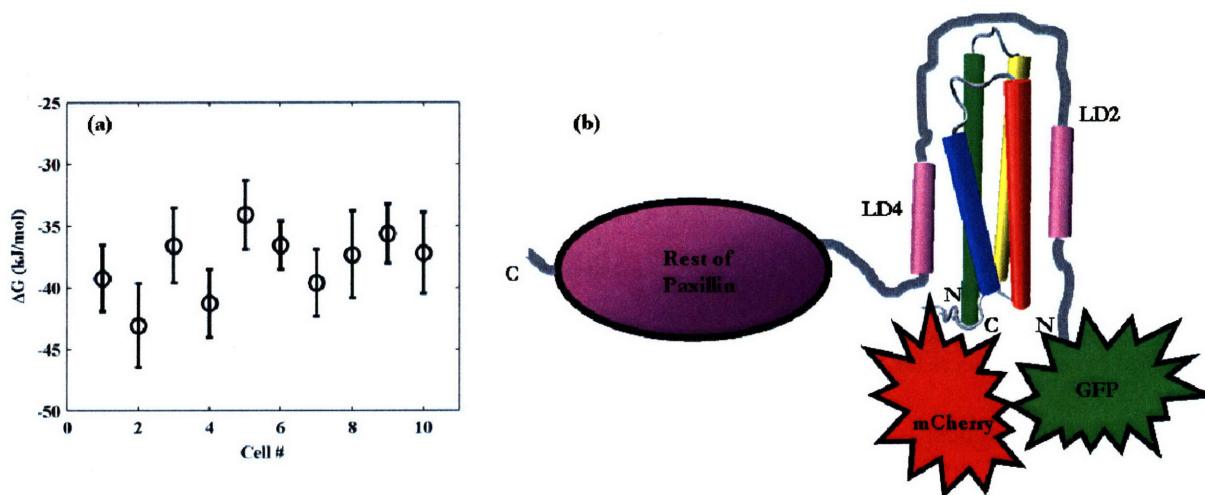 (a)
ΔG (kJ/mol)
-25
-30
-35
-40
-45
-50
0 2 4 6 8 10
Cell #
(b)
LD2
LD4
C
Rest of
Paxillin
N
C
N
mCherry
GFP